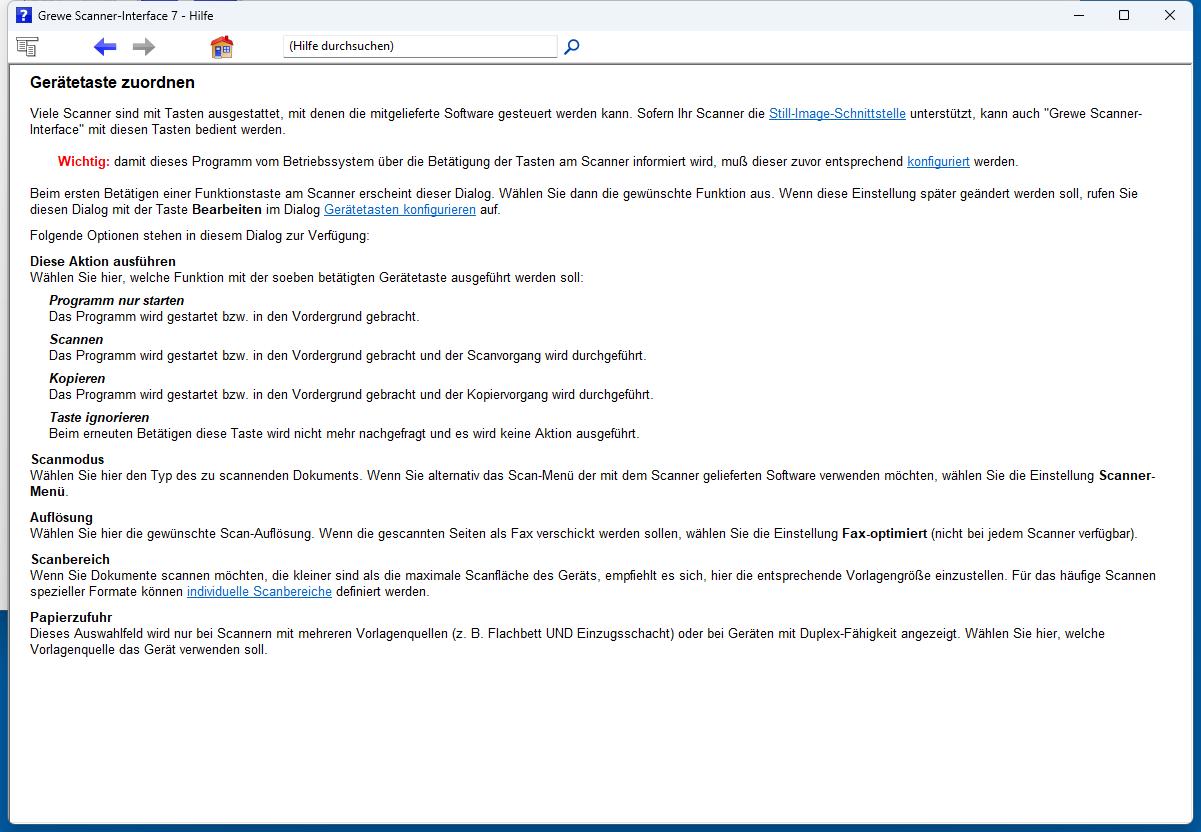 Grewe Scanner-Interface 7 - Hilfe
(Hilfe durchsuchen)
Gerätetaste zuordnen
Viele Scanner sind mit Tasten ausgestattet, mit denen die mitgelieferte Software gesteuert werden kann. Sofern Ihr Scanner die Still-Image-Schnittstelle unterstützt, kann auch "Grewe Scanner-
Interface" mit diesen Tasten bedient werden.
Wichtig: damit dieses Programm vom Betriebssystem über die Betätigung der Tasten am Scanner informiert wird, muß dieser zuvor entsprechend konfiguriert werden.
Beim ersten Betätigen einer Funktionstaste am Scanner erscheint dieser Dialog. Wählen Sie dann die gewünschte Funktion aus. Wenn diese Einstellung später geändert werden soll, rufen Sie
diesen Dialog mit der Taste Bearbeiten im Dialog Gerätetasten konfigurieren auf.
Folgende Optionen stehen in diesem Dialog zur Verfügung:
Diese Aktion ausführen
Wählen Sie hier, welche Funktion mit der soeben betätigten Gerätetaste ausgeführt werden soll:
Programm nur starten
Das Programm wird gestartet bzw. in den Vordergrund gebracht.
Scannen
Das Programm wird gestartet bzw. in den Vordergrund gebracht und der Scanvorgang wird durchgeführt.
Kopieren
Das Programm wird gestartet bzw. in den Vordergrund gebracht und der Kopiervorgang wird durchgeführt.
Taste ignorieren
Beim erneuten Betätigen diese Taste wird nicht mehr nachgefragt und es wird keine Aktion ausgeführt.
Scanmodus
Wählen Sie hier den Typ des zu scannenden Dokuments. Wenn Sie alternativ das Scan-Menü der mit dem Scanner gelieferten Software verwenden möchten, wählen Sie die Einstellung Scanner-
Menü.
Auflösung
Wählen Sie hier die gewünschte Scan-Auflösung. Wenn die gescannten Seiten als Fax verschickt werden sollen, wählen Sie die Einstellung Fax-optimiert (nicht bei jedem Scanner verfügbar).
Scanbereich
Wenn Sie Dokumente scannen möchten, die kleiner sind als die maximale Scanfläche des Geräts, empfiehlt es sich, hier die entsprechende Vorlagengröße einzustellen. Für das häufige Scannen
spezieller Formate können individuelle Scanbereiche definiert werden.
Papierzufuhr
Dieses Auswahlfeld wird nur bei Scannern mit mehreren Vorlagenquellen (z. B. Flachbett UND Einzugsschacht) oder bei Geräten mit Duplex-Fähigkeit angezeigt. Wählen Sie hier, welche
Vorlagenquelle das Gerät verwenden soll.